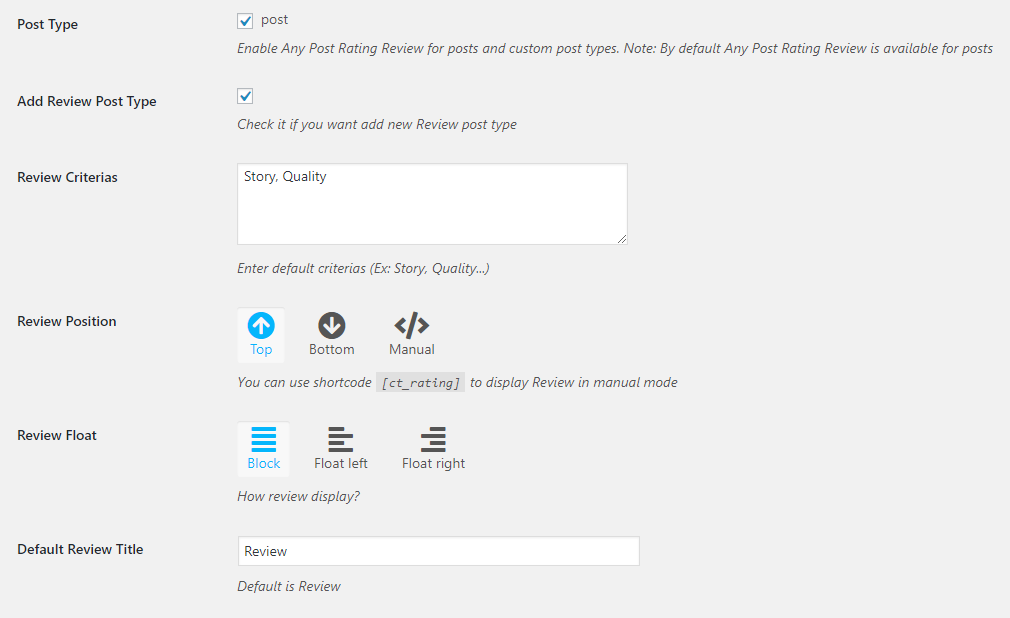 Post Type
post
Enable Any Post Rating Review for posts and custom post types. Note: By default Any Post Rating Review is available for posts
Add Review Post Type
Check it if you want add new Review post type
Review Criterias
Story, Quality
Enter default criterias (Ex: Story, Quality...)
Review Position
Top Bottom Manual
You can use shortcode [ct_rating] to display Review in manual mode
Review Float
Block Float left Float right
How review display?
Default Review Title
Review
Default is Review